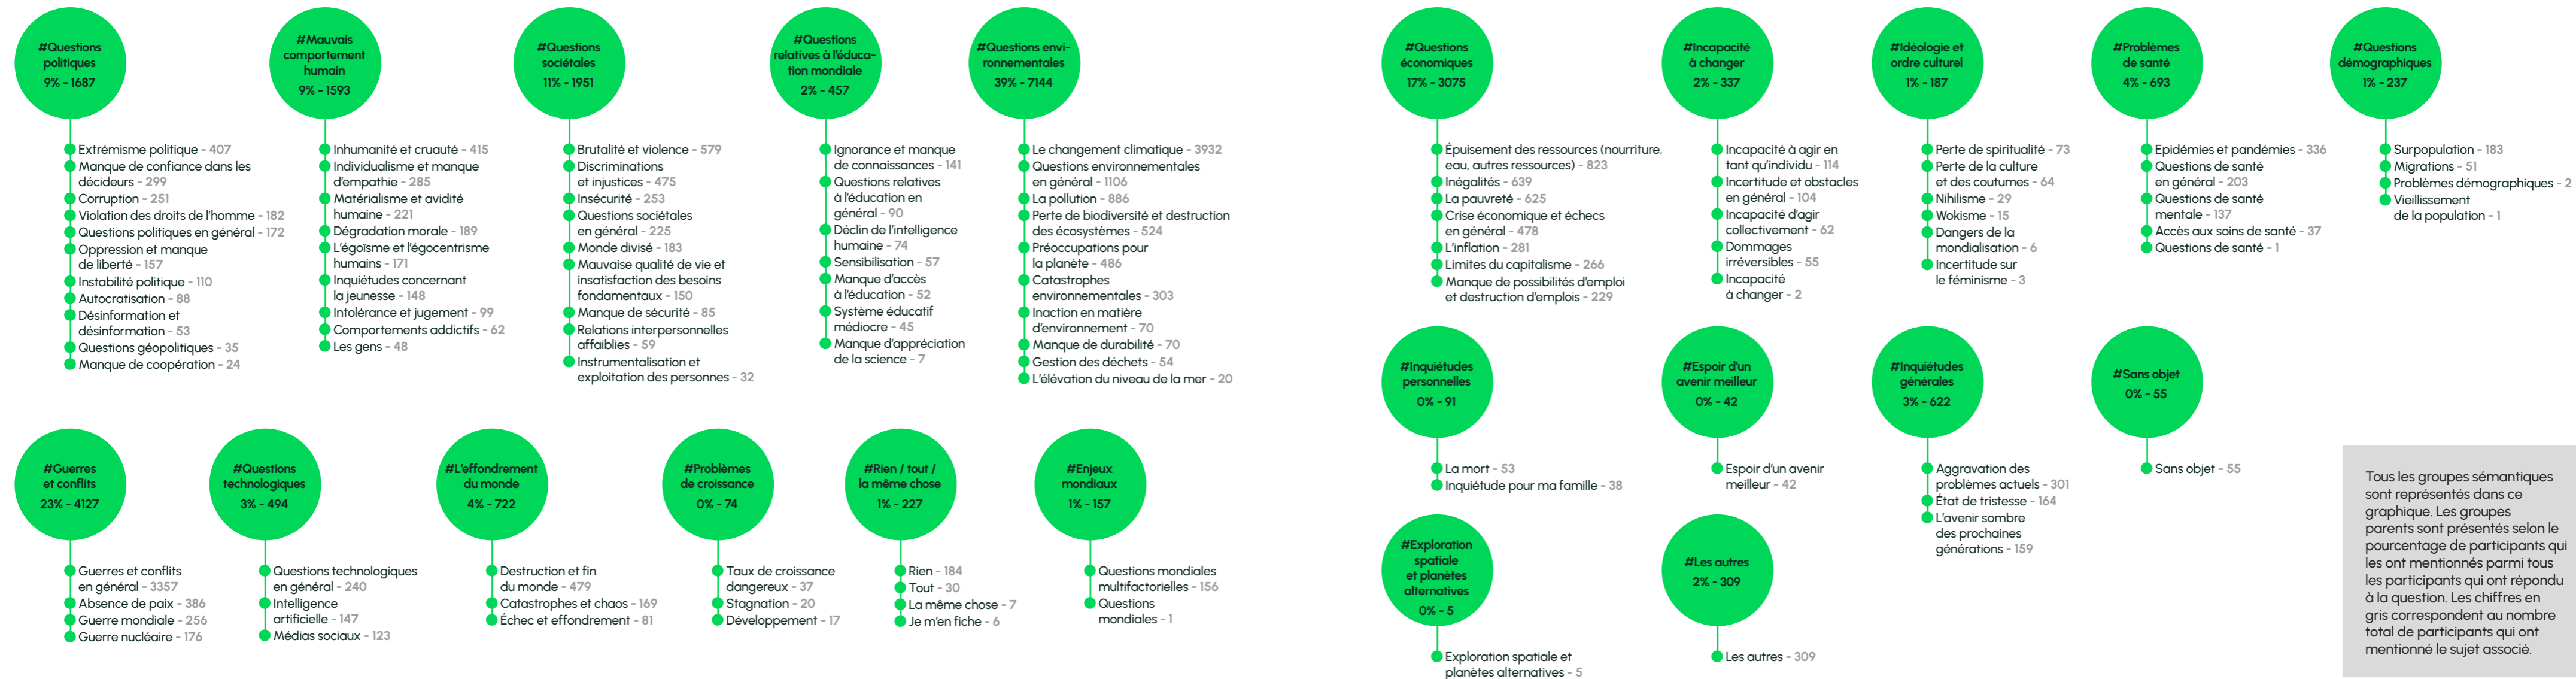 #Questions
politiques
9% - 1687
Extrémisme politique - 407
Manque de confiance dans les
décideurs - 299
Corruption - 251
Violation des droits de l'homme - 182
Questions politiques en général - 172
Oppression et manque
de liberté - 157
Instabilité politique - 110
Autocratisation - 88
Désinformation et
désinformation - 53
Questions géopolitiques - 35
Manque de coopération - 24
#Mauvais
comportement
humain
9% - 1593
Inhumanité et cruauté - 415
Individualisme et manque
d'empathie - 285
Matérialisme et avidité
humaine - 221
Dégradation morale - 189
L'égoïsme et l'égocentrisme
humains - 171
Inquiétudes concernant
la jeunesse - 148
Intolérance et jugement - 99
Comportements addictifs - 62
Les gens - 48
#Questions
sociétales
11% - 1951
Brutalité et violence - 579
Discriminations
et injustices - 475
Insécurité - 253
Questions sociétales
en général - 225
Monde divisé - 183
Mauvaise qualité de vie et
insatisfaction des besoins
fondamentaux - 150
Manque de sécurité - 85
Relations interpersonnelles
affaiblies - 59
Instrumentalisation et
exploitation des personnes - 32
#Questions
relatives à l'éduca-
tion mondiale
2% - 457
Ignorance et manque
de connaissances - 141
Questions relatives
à l'éducation en
général - 90
Déclin de l'intelligence
humaine - 74
Sensibilisation - 57
Manque d'accès
à l'éducation - 52
Système éducatif
médiocre - 45
Manque d'appréciation
de la science - 7
#Questions envi-
ronnementales
39% - 7144
Le changement climatique - 3932
Questions environnementales
en général - 1106
La pollution - 886
Perte de biodiversité et destruction
des écosystèmes - 524
Préoccupations pour
la planète - 486
Catastrophes
environnementales - 303
Inaction en matière
d'environnement - 70
Manque de durabilité - 70
Gestion des déchets - 54
L'élévation du niveau de la mer - 20
#Questions
économiques
17% - 3075
Épuisement des ressources (nourriture,
eau, autres ressources) - 823
Inégalités - 639
La pauvreté - 625
Crise économique et échecs
en général - 478
L'inflation - 281
Limites du capitalisme - 266
Manque de possibilités d'emploi
et destruction d'emplois - 229
#Incapacité
à changer
2% - 337
Incapacité à agir en
tant qu'individu - 114
Incertitude et obstacles
en général - 104
Incapacité d'agir
collectivement - 62
Dommages
irréversibles - 55
Incapacité
à changer - 2
#Idéologie et
ordre culturel
1% - 187
Perte de spiritualité - 73
Perte de la culture
et des coutumes - 64
Nihilisme - 29
Wokisme - 15
Dangers de la
mondialisation - 6
Incertitude sur
le féminisme - 3
#Problèmes
de santé
4% - 693
Epidémies et pandémies - 336
Questions de santé
en général - 203
Questions de santé
mentale - 137
Accès aux soins de santé - 37
Questions de santé - 1
#Questions
démographiques
1% - 237
Surpopulation - 183
Migrations - 51
Problèmes démographiques - 2
Vieillissement
de la population - 1
#Guerres
et conflits
23% - 4127
Guerres et conflits
en général - 3357
Absence de paix - 386
Guerre mondiale - 256
Guerre nucléaire - 176
#Questions
technologiques
3% - 494
Questions technologiques
en général - 240
Intelligence
artificielle - 147
Médias sociaux - 123
#L'effondrement
du monde
4% - 722
Destruction et fin
du monde - 479
Catastrophes et chaos - 169
Échec et effondrement - 81
#Problèmes
de croissance
0% - 74
Taux de croissance
dangereux - 37
Stagnation - 20
Développement - 17
#Rien / tout /
la même chose
1% - 227
Rien - 184
Tout - 30
La même chose - 7
Je m'en fiche - 6
#Enjeux
mondiaux
1% - 157
Questions mondiales
multifactorielles - 156
Questions
mondiales - 1
#Inquiétudes
personnelles
0% - 91
La mort - 53
Inquiétude pour ma famille - 38
#Espoir d'un
avenir meilleur
0% - 42
Espoir d'un avenir
meilleur - 42
#Inquiétudes
générales
3% - 622
Aggravation des
problèmes actuels - 301
État de tristesse - 164
L'avenir sombre
des prochaines
générations - 159
#Sans objet
0% - 55
Sans objet - 55
#Exploration
spatiale
et planètes
alternatives
0% - 5
Exploration spatiale et
planètes alternatives - 5
#Les autres
2% - 309
Les autres - 309
Tous les groupes sémantiques
sont représentés dans ce
graphique. Les groupes
parents sont présentés selon le
pourcentage de participants qui
les ont mentionnés parmi tous
les participants qui ont répondu
à la question. Les chiffres en
gris correspondent au nombre
total de participants qui ont
mentionné le sujet associé.